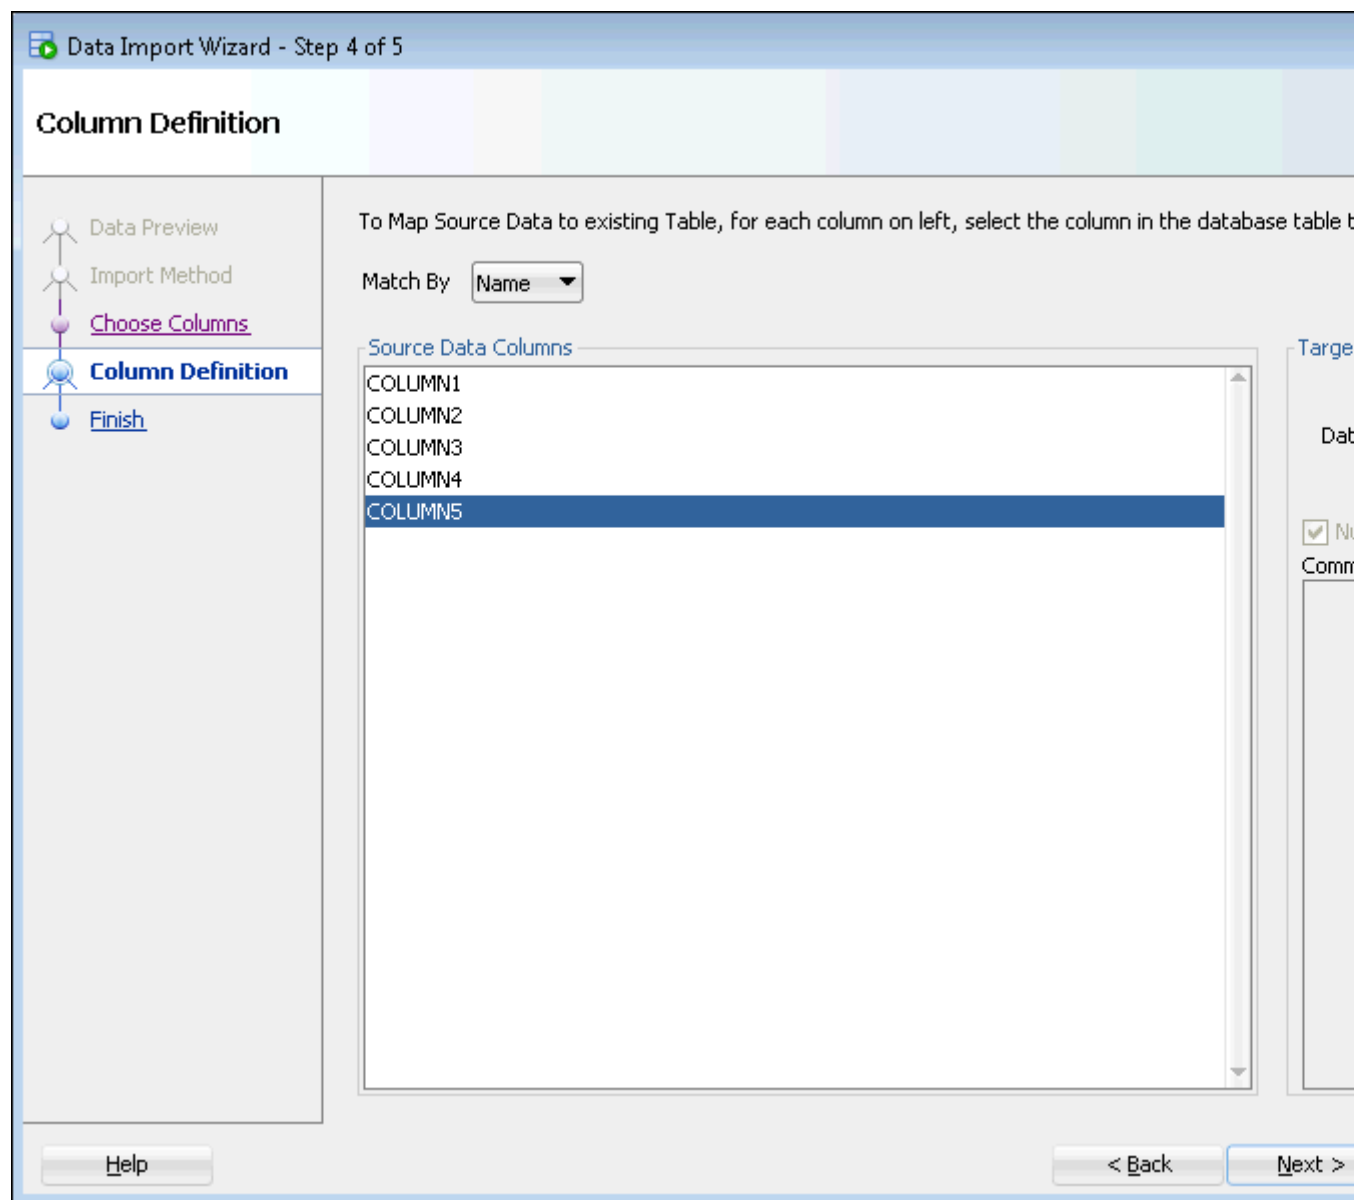 Data Import Wizard - Step 4 of 5
Column Definition
Data Preview
Import Method
Choose Columns
Column Definition
Finish
To Map Source Data to existing Table, for each column on left, select the column in the database table
Match By Name
Source Data Columns
COLUMN1
COLUMN2
COLUMN3
COLUMN4
COLUMN5
Targe
Dat
Comm
Help
< Back
Next >